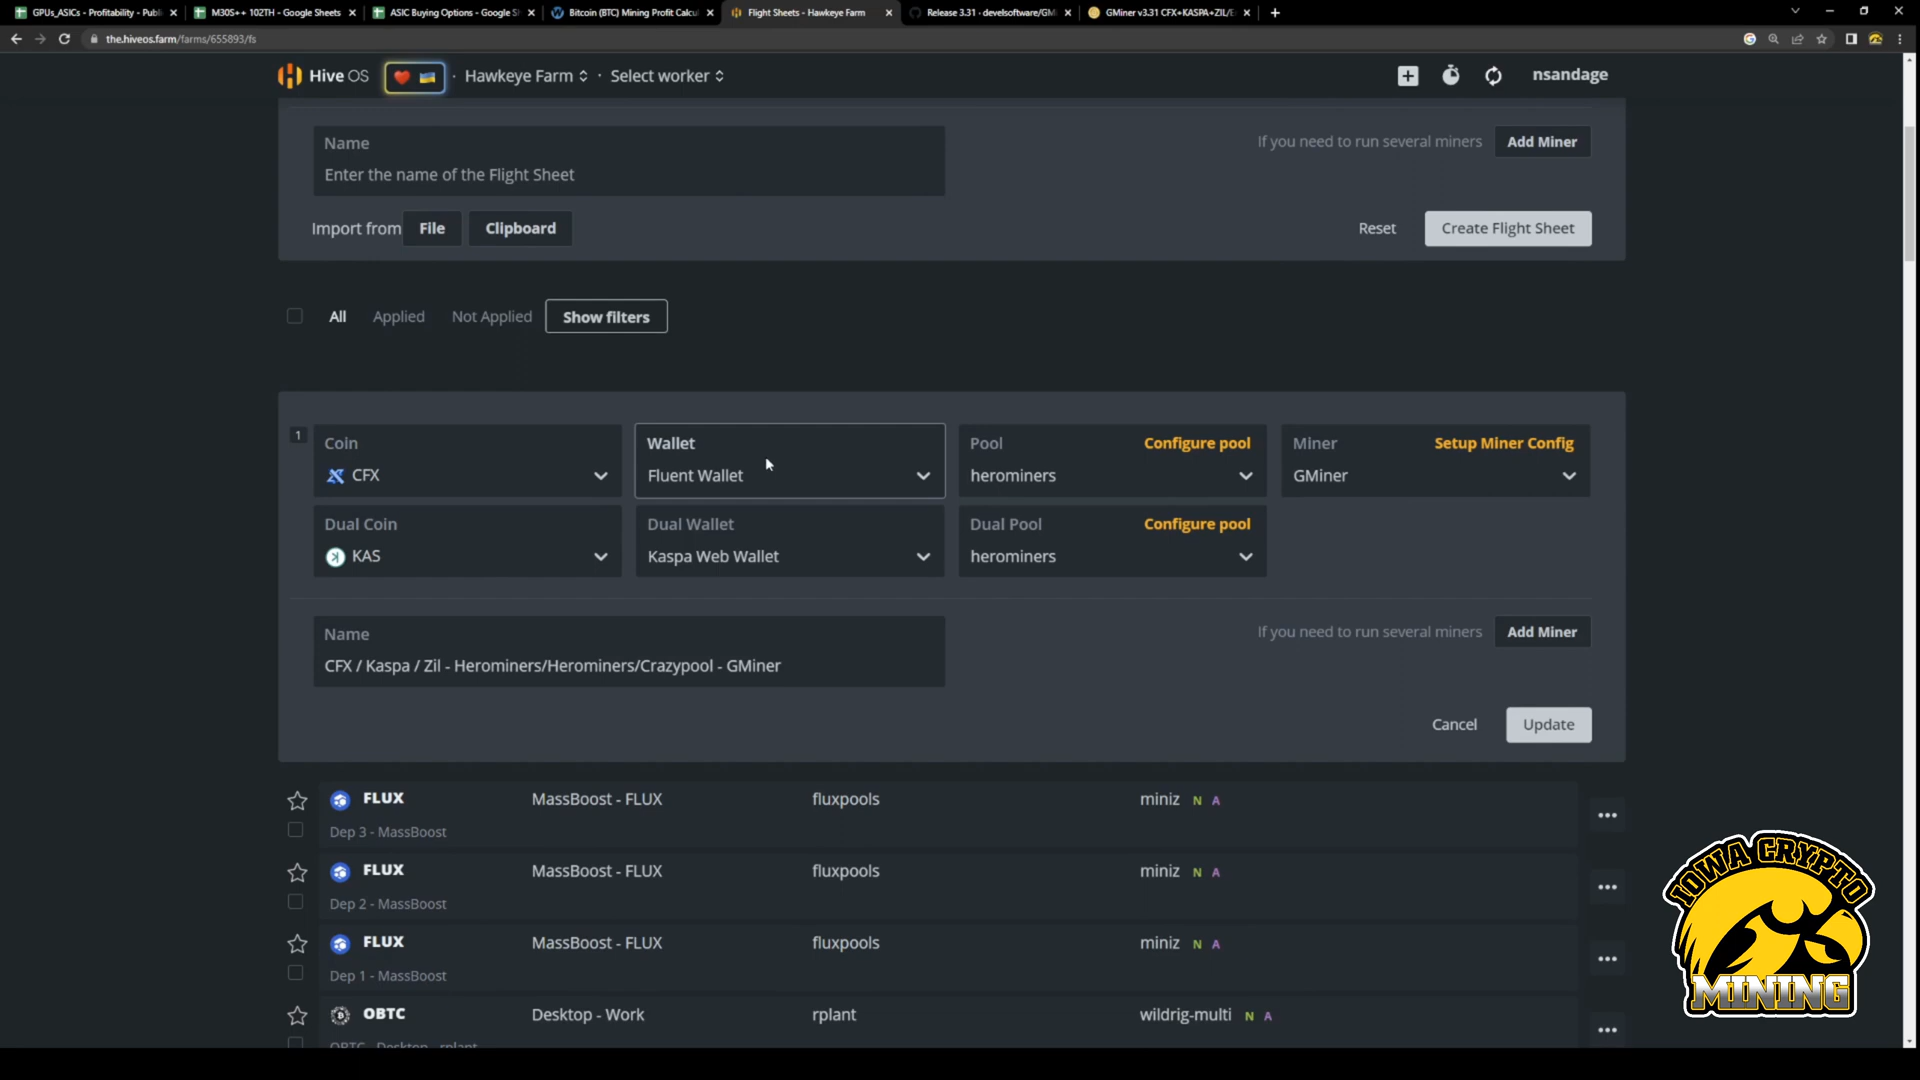 GPUs_ASICs - Profitability - Publ
M30S++ 102TH - Google Sheets
ASIC Buying Options - Google S
Bitcoin (BTC) Mining Profit Calcu
Flight Sheets - Hawkeye Farm
Release 3.31 · develsoftware/GM
GMiner v3.31 CFX+KASPA+ZIL/E
the.hiveos.farm/farms/655893/fs
Hive OS · Hawkeye Farm · Select worker
nsandage
Name
Enter the name of the Flight Sheet
If you need to run several miners Add Miner
Import from File Clipboard
Reset Create Flight Sheet
All Applied Not Applied Show filters
1
Coin
CFX
Wallet
Fluent Wallet
Pool Configure pool
herominers
Miner Setup Miner Config
GMiner
Dual Coin
KAS
Dual Wallet
Kaspa Web Wallet
Dual Pool Configure pool
herominers
Name
CFX / Kaspa / Zil - Herominers/Herominers/Crazypool - GMiner
If you need to run several miners Add Miner
Cancel Update
FLUX MassBoost - FLUX fluxpools miniz N A
Dep 3 - MassBoost
FLUX MassBoost - FLUX fluxpools miniz N A
Dep 2 - MassBoost
FLUX MassBoost - FLUX fluxpools miniz N A
Dep 1 - MassBoost
OBTC Desktop - Work rplant wildrig-multi N A
OBTC - Desktop - rplant
IOWA CRYPTO
MINING